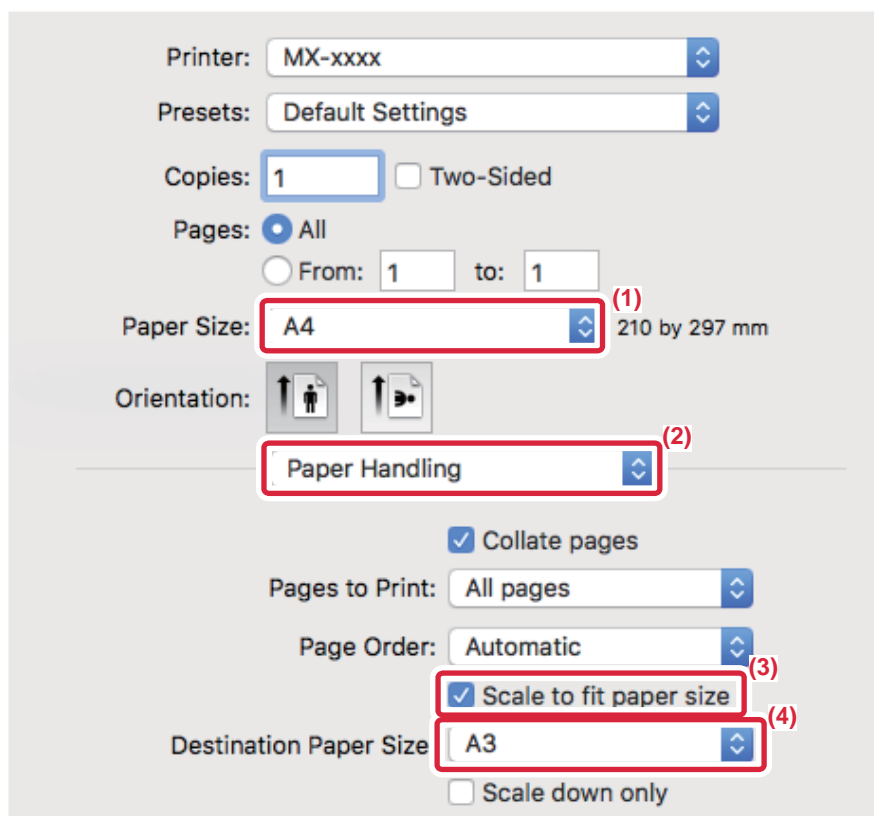 Printer: MX-xxxx
Presets: Default Settings
Copies: 1 Two-Sided
Pages: All
From: 1 to: 1
(1)
Paper Size: A4 210 by 297 mm
Orientation:
(2)
Paper Handling
Collate pages
Pages to Print: All pages
Page Order: Automatic
(3)
Scale to fit paper size
(4)
Destination Paper Size A3
Scale down only